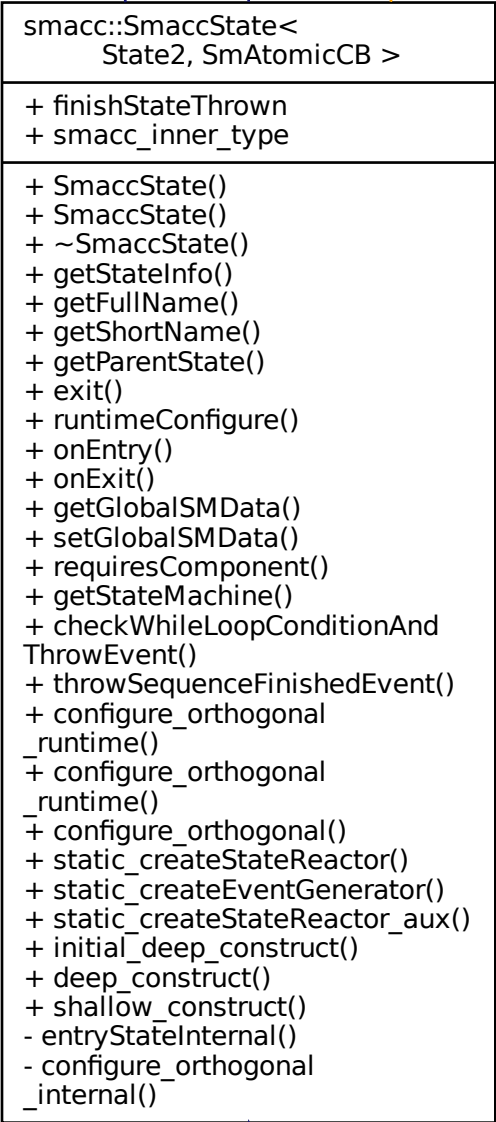 smacc::SmaccState<
State2, SmAtomicCB >
+ finishStateThrown
+ smacc_inner_type
+ SmaccState()
+ SmaccState()
+ ~SmaccState()
+ getStateInfo()
+ getFullName()
+ getShortName()
+ getParentState()
+ exit()
+ runtimeConfigure()
+ onEntry()
+ onExit()
+ getGlobalSMData()
+ setGlobalSMData()
+ requiresComponent()
+ getStateMachine()
+ checkWhileLoopConditionAnd
ThrowEvent()
+ throwSequenceFinishedEvent()
+ configure_orthogonal
_runtime()
+ configure_orthogonal
_runtime()
+ configure_orthogonal()
+ static_createStateReactor()
+ static_createEventGenerator()
+ static_createStateReactor_aux()
+ initial_deep_construct()
+ deep_construct()
+ shallow_construct()
- entryStateInternal()
- configure_orthogonal
_internal()